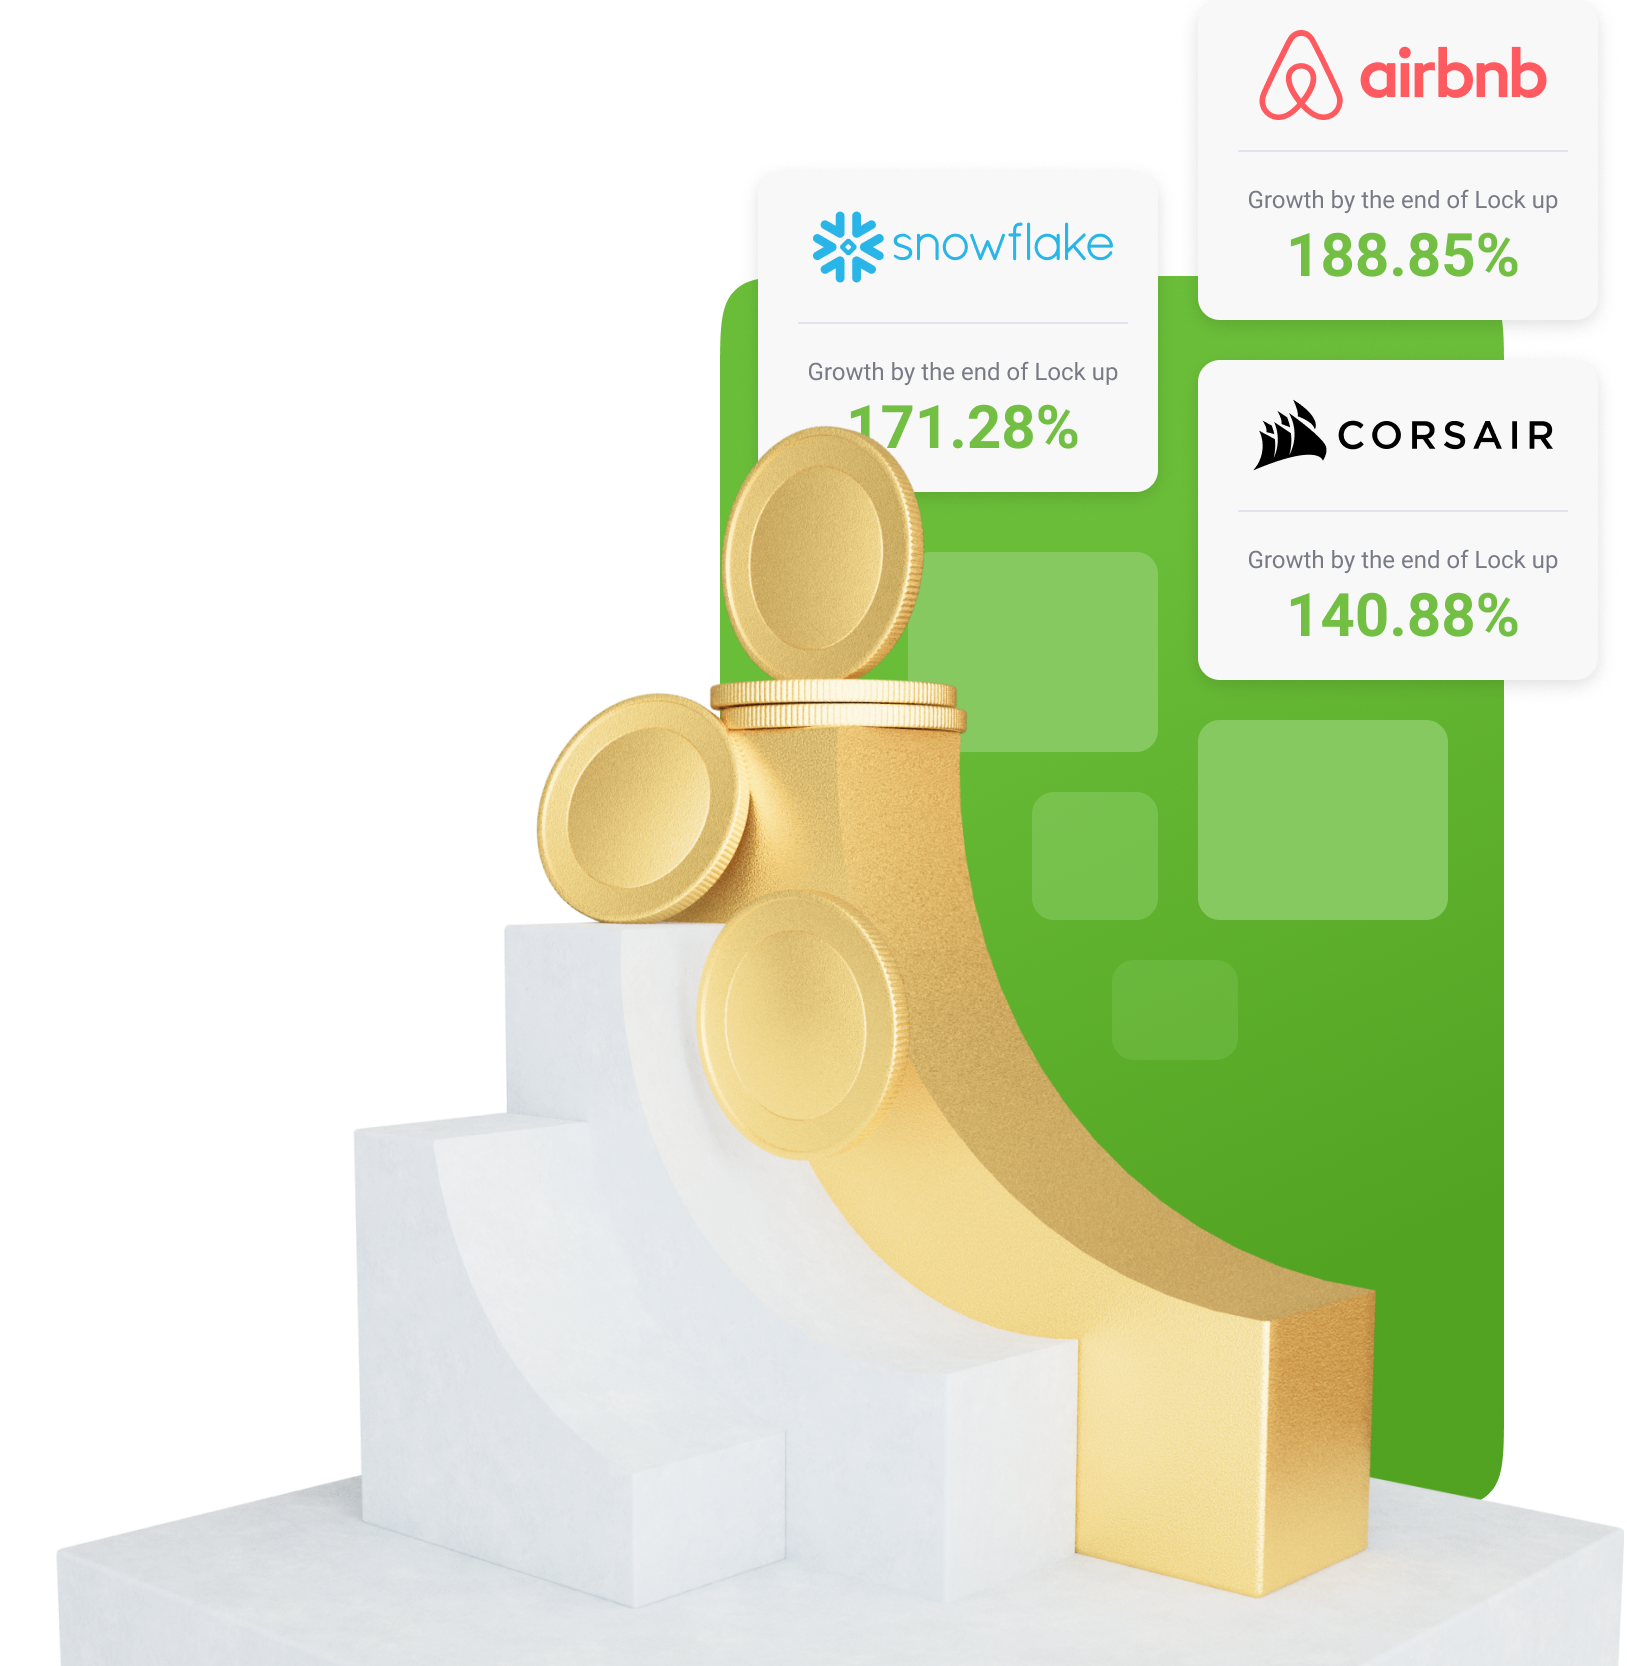 airbnb
Growth by the end of Lock up
188.85%
snowflake
Growth by the end of Lock up
171.28%
CORSAIR
Growth by the end of Lock up
140.88%